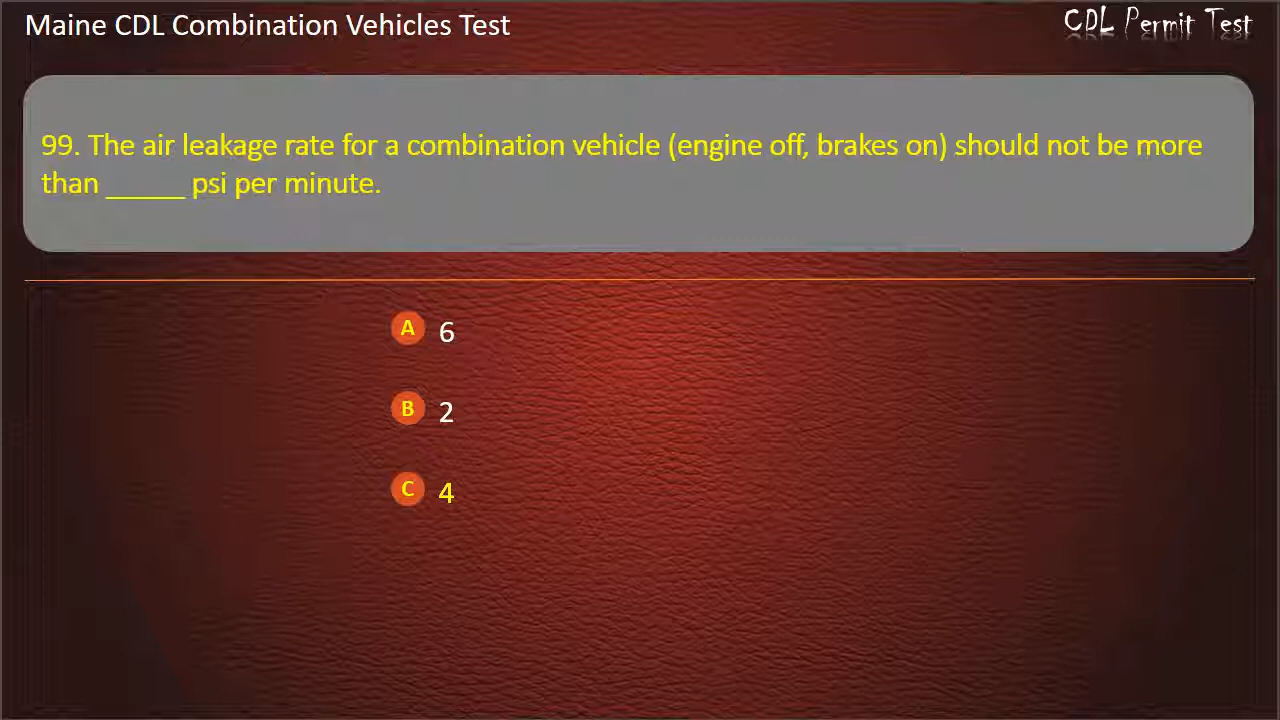 Maine CDL Combination Vehicles Test
CDL Permit Test
99. The air leakage rate for a combination vehicle (engine off, brakes on) should not be more
than _____ psi per minute.
A 6
B 2
C 4